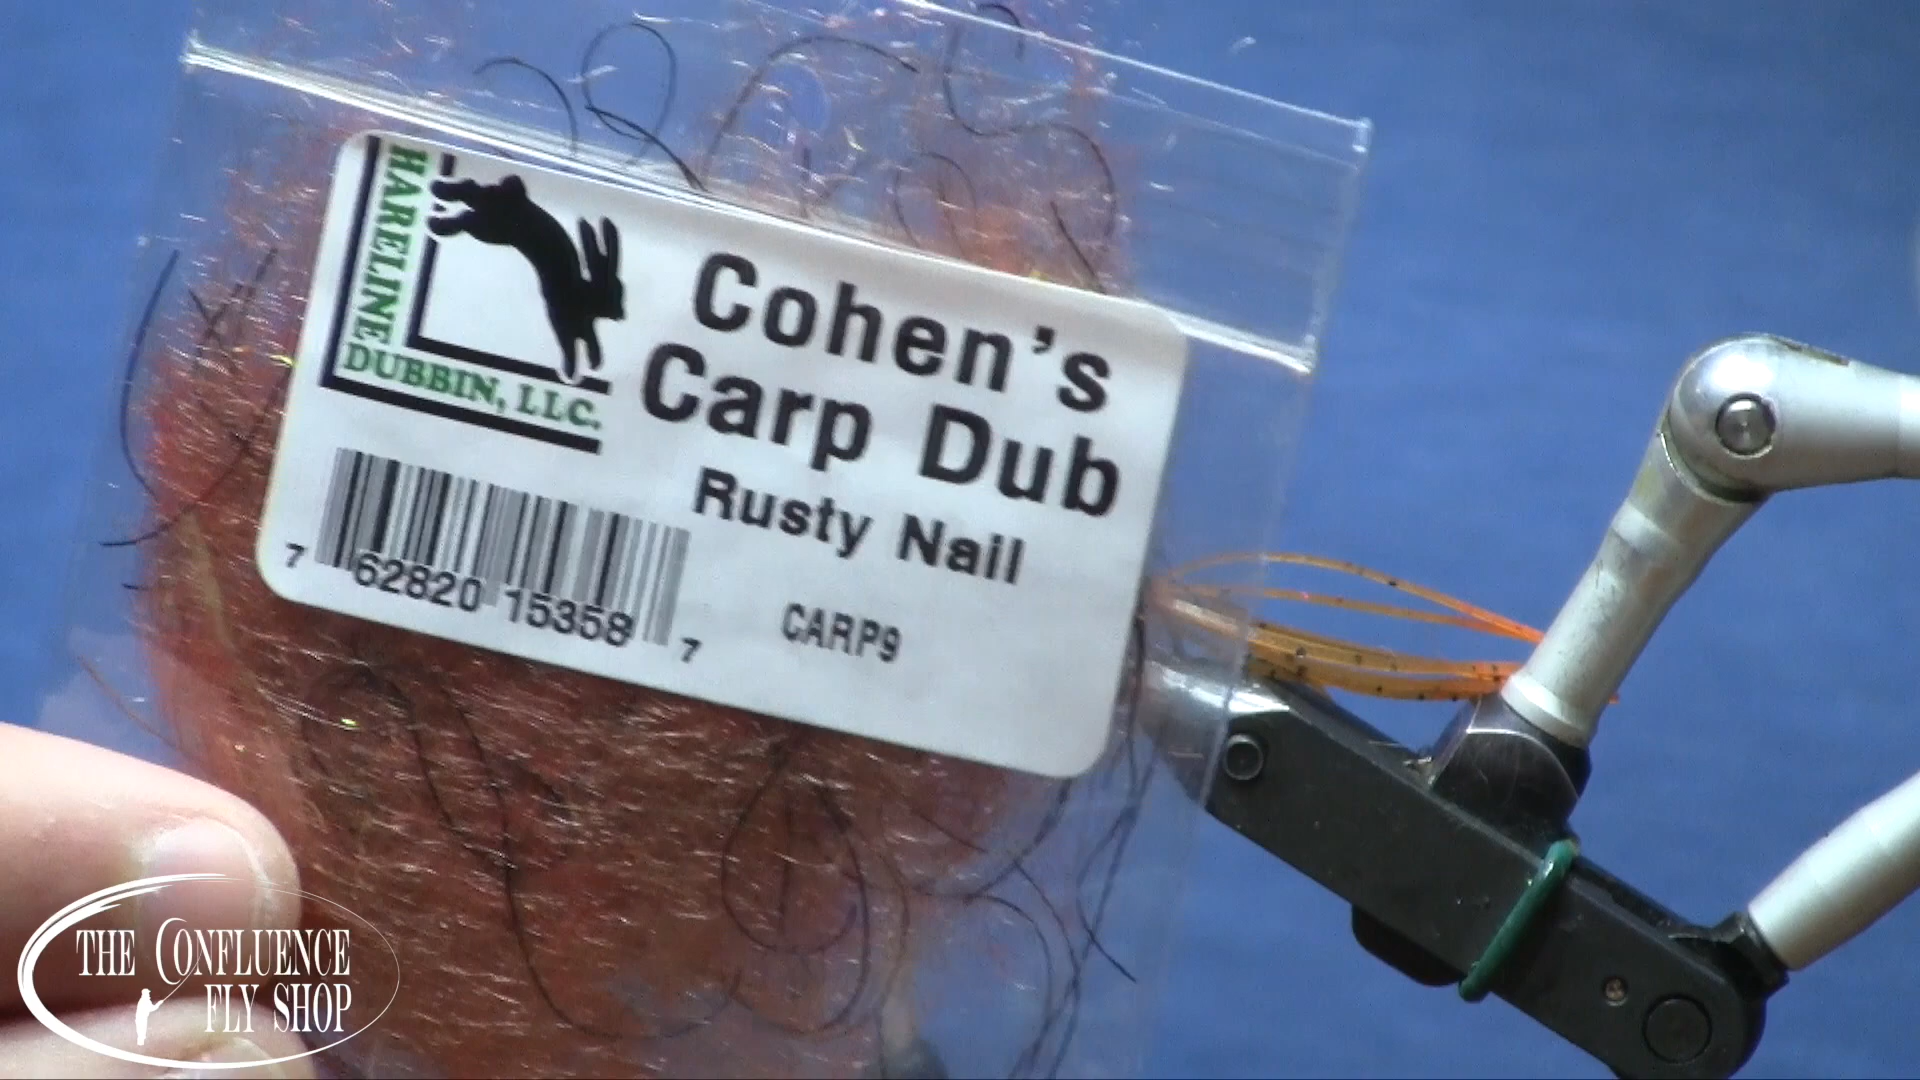 HARELINE
DUBBIN, LLC.
Cohen's
Carp Dub
Rusty Nail
CARP9
7 62820 15358 7
THE CONFLUENCE
FLY SHOP